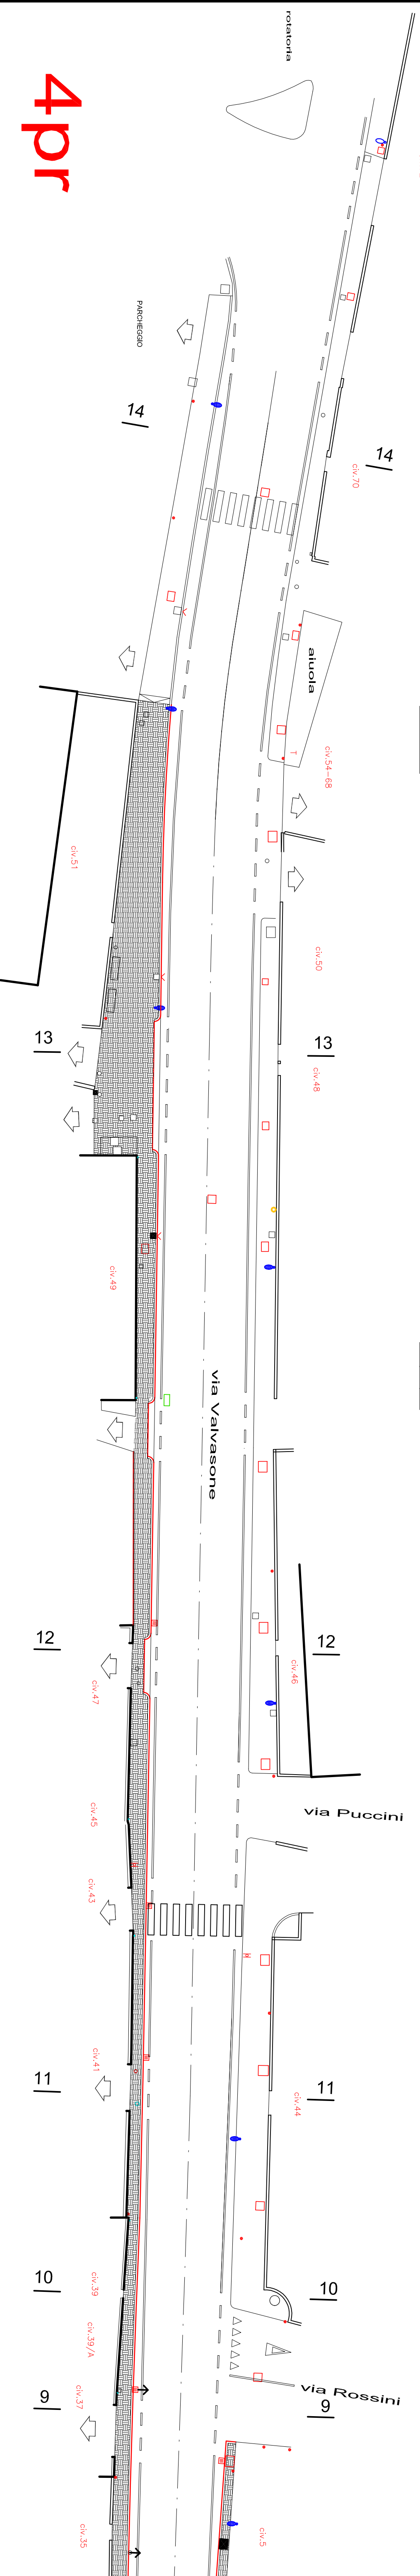 rotatoria
4pr
PARCHEGGIO
14
14
civ.70
aiuola
T
civ.54-68
civ.51
civ.50
13
13
civ.48
civ.49
via Valvasone
12
12
civ.46
civ.47
via Puccini
civ.45
civ.43
civ.41
11
11
civ.44
10
10
civ.39
civ.39/A
via Rossini
civ.37
9
9
civ.5
civ.35